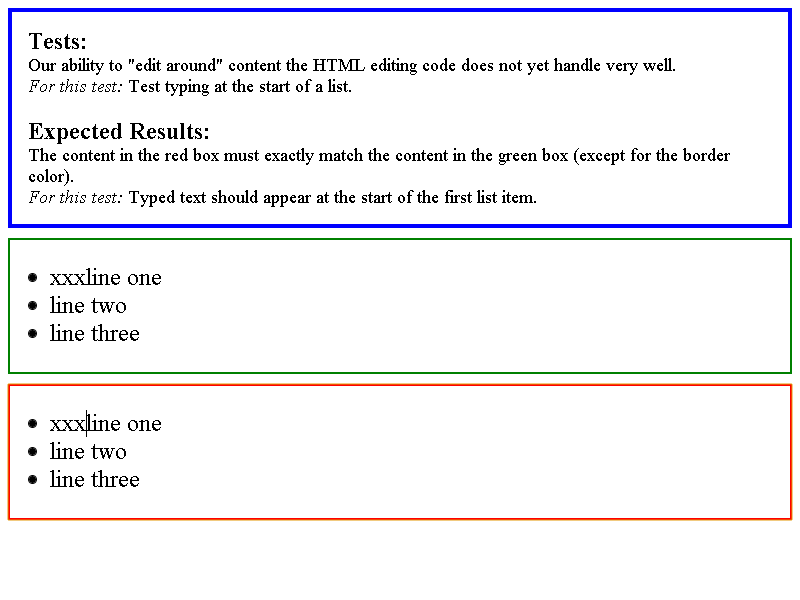 Tests:
Our ability to "edit around" content the HTML editing code does not yet handle very well.
For this test: Test typing at the start of a list.
Expected Results:
The content in the red box must exactly match the content in the green box (except for the border
color).
For this test: Typed text should appear at the start of the first list item.
xxxline one
line two
line three
xxxline one
line two
line three